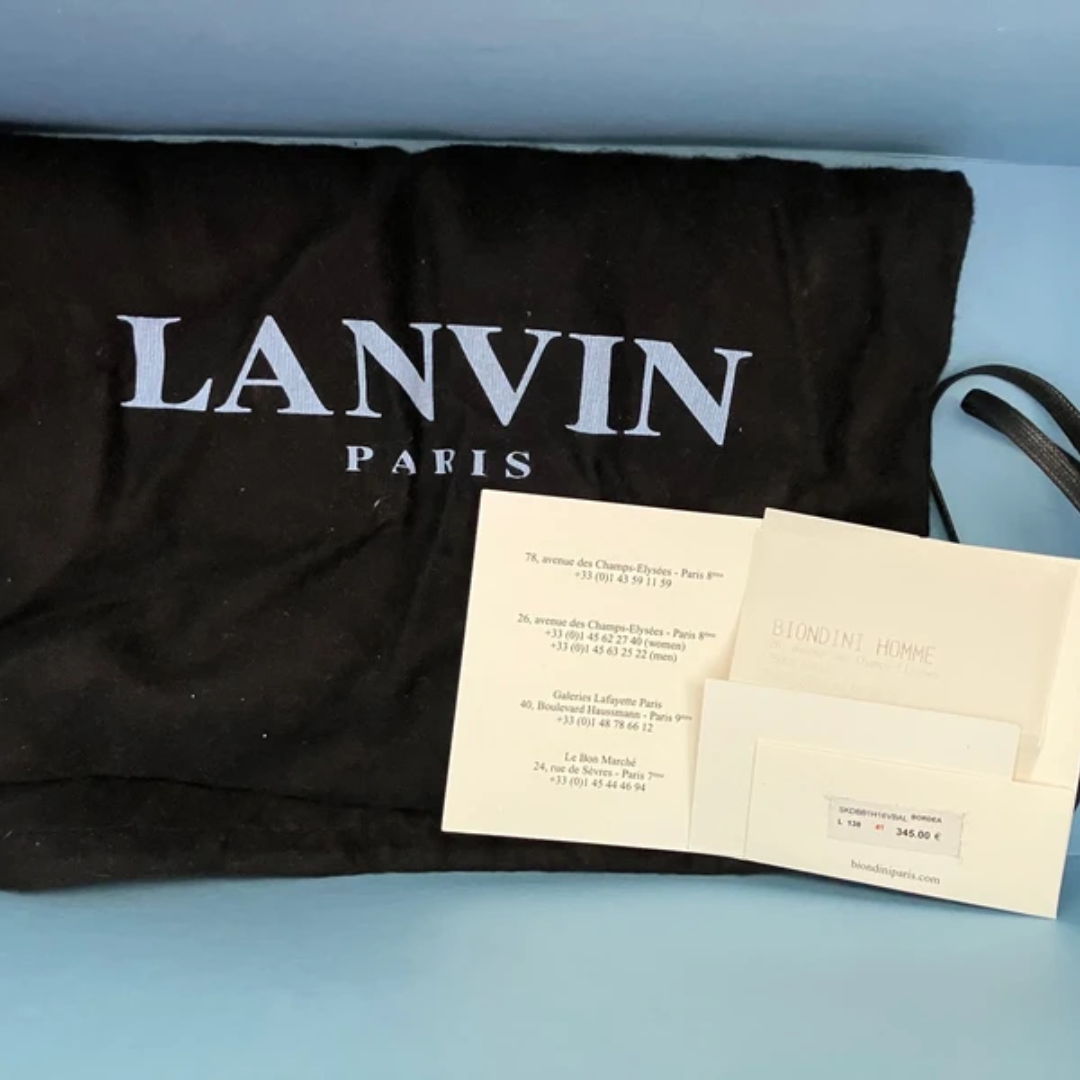 LANVIN
PARIS
78, avenue des Champs-Elysées - Paris 8ème
+33 (0)1 43 59 11 59
26, avenue des Champs-Elysées - Paris 8ème
+33 (0)1 45 62 27 40 (women)
+33 (0)1 45 63 25 22 (men)
Galeries Lafayette Paris
40, Boulevard Haussmann - Paris 9ème
+33 (0)1 48 78 66 12
Le Bon Marché
24, rue de Sèvres - Paris 7ème
+33 (0)1 45 44 46 94
BIONDINI HOMME
SKDBB1H16VBAL BORDEA
L 138 41 345.00 €
biondiniparis.com